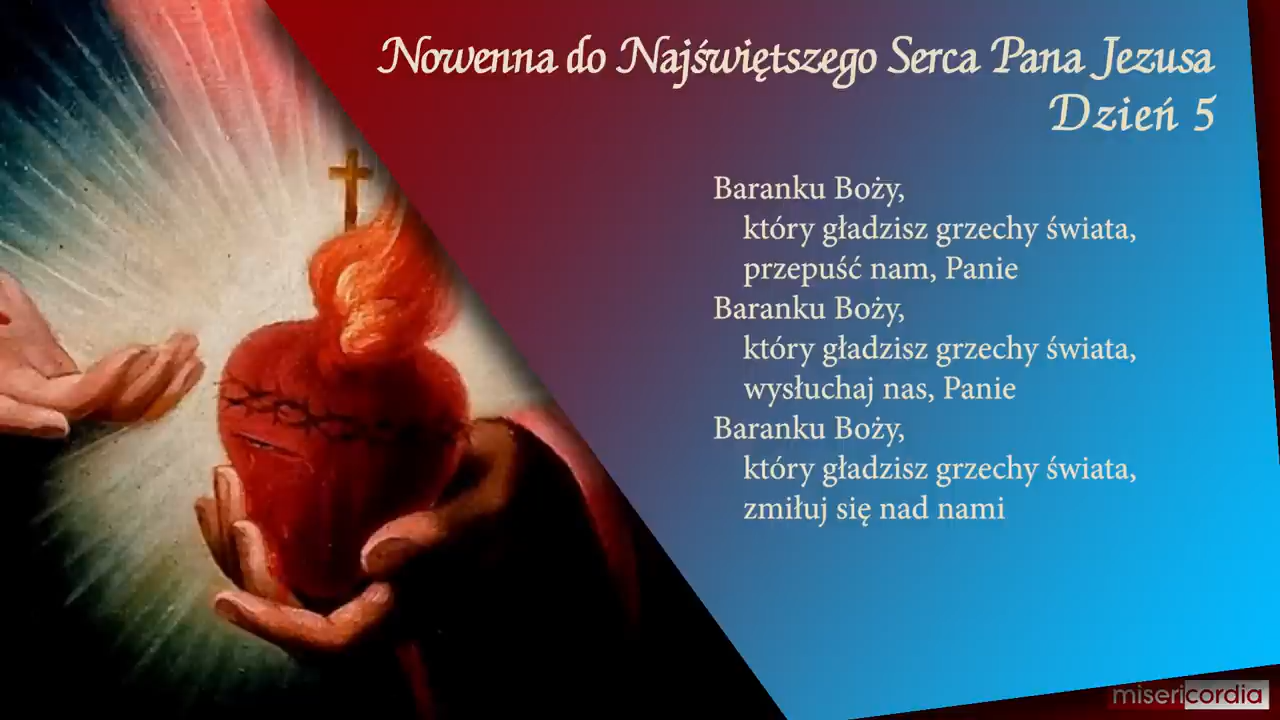 Nowenna do Najświętszego Serca Pana Jezusa
Dzień 5
Baranku Boży,
który gładzisz grzechy świata,
przepuść nam, Panie
Baranku Boży,
który gładzisz grzechy świata,
wysłuchaj nas, Panie
Baranku Boży,
który gładzisz grzechy świata,
zmiłuj się nad nami
misericordia